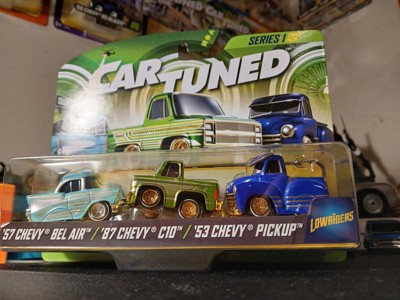 SERIES 1
CARTUNED
'57 CHEVY BEL AIR™ / '87 CHEVY C10™ / '53 CHEVY PICKUP™
LOWRIDERS